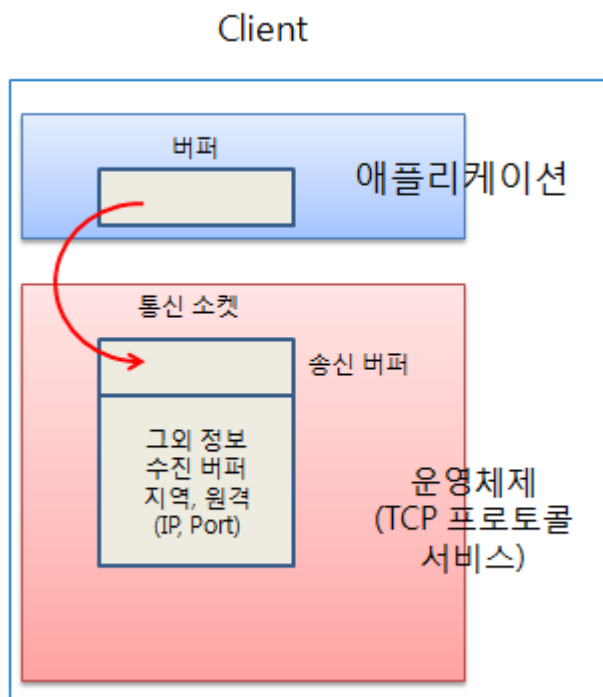 Client
버퍼
애플리케이션
통신 소켓
송신 버퍼
그외 정보
수진 버퍼
지역, 원격
(IP, Port)
운영체제
(TCP 프로토콜
서비스)